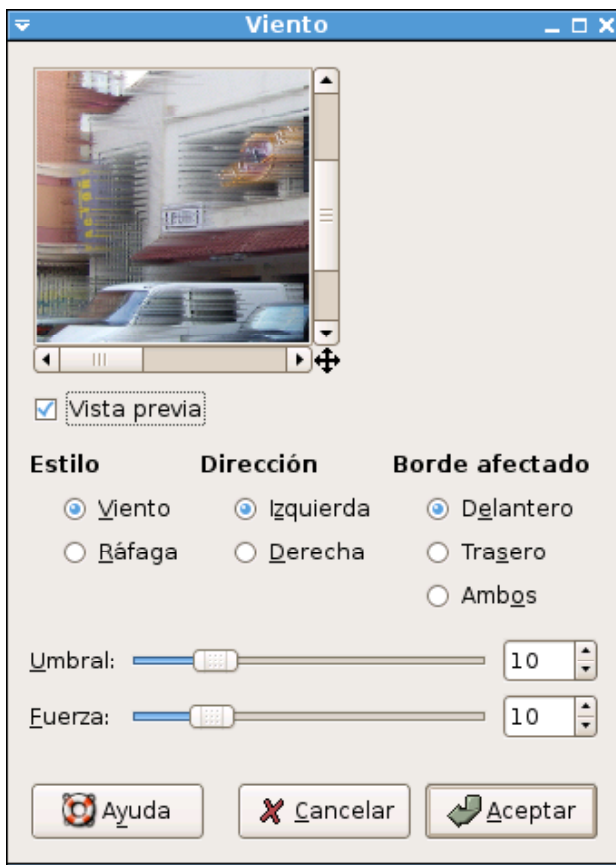 Viento
FACTORY
Vista previa
Estilo Dirección Borde afectado
Viento Izquierda Delantero
Ráfaga Derecha Trasero
Ambos
Umbral: 10
Fuerza: 10
Ayuda Cancelar Aceptar